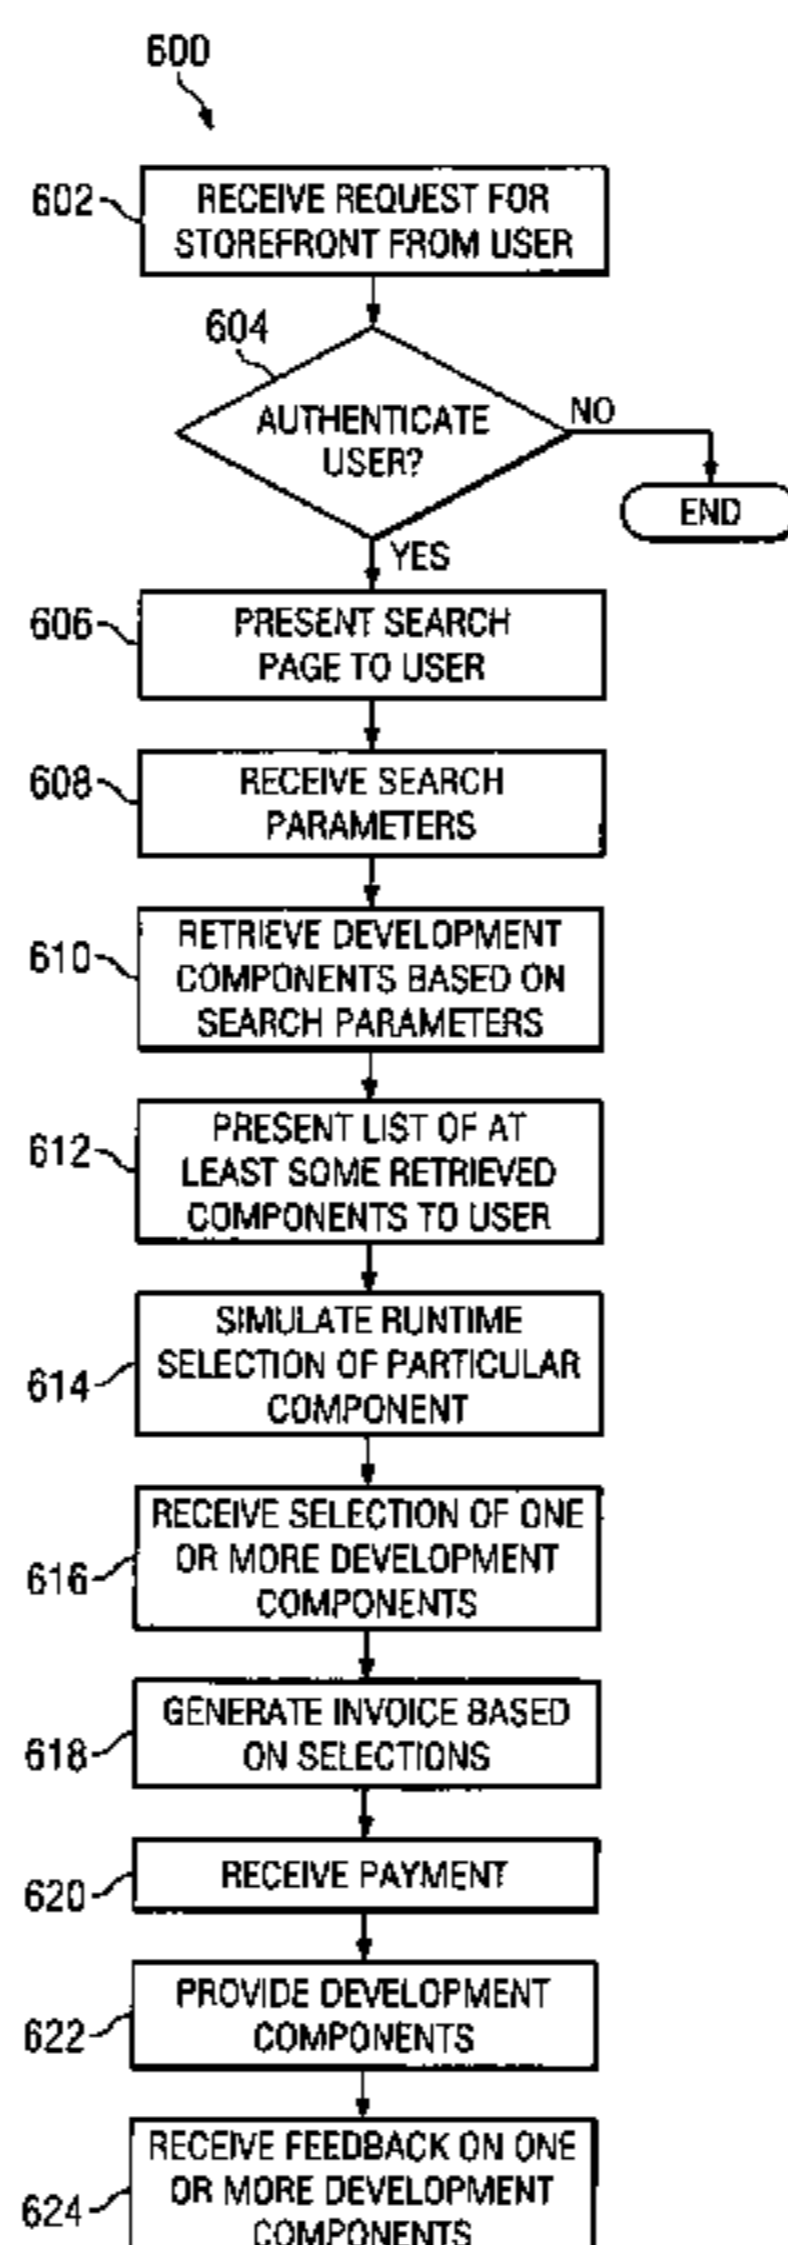 600
602
RECEIVE REQUEST FOR
STOREFRONT FROM USER
604
AUTHENTICATE
USER?
NO
END
YES
606
PRESENT SEARCH
PAGE TO USER
608
RECEIVE SEARCH
PARAMETERS
610
RETRIEVE DEVELOPMENT
COMPONENTS BASED ON
SEARCH PARAMETERS
612
PRESENT LIST OF AT
LEAST SOME RETRIEVED
COMPONENTS TO USER
614
SIMULATE RUNTIME
SELECTION OF PARTICULAR
COMPONENT
616
RECEIVE SELECTION OF ONE
OR MORE DEVELOPMENT
COMPONENTS
618
GENERATE INVOICE BASED
ON SELECTIONS
620
RECEIVE PAYMENT
622
PROVIDE DEVELOPMENT
COMPONENTS
624
RECEIVE FEEDBACK ON ONE
OR MORE DEVELOPMENT
COMPONENTS